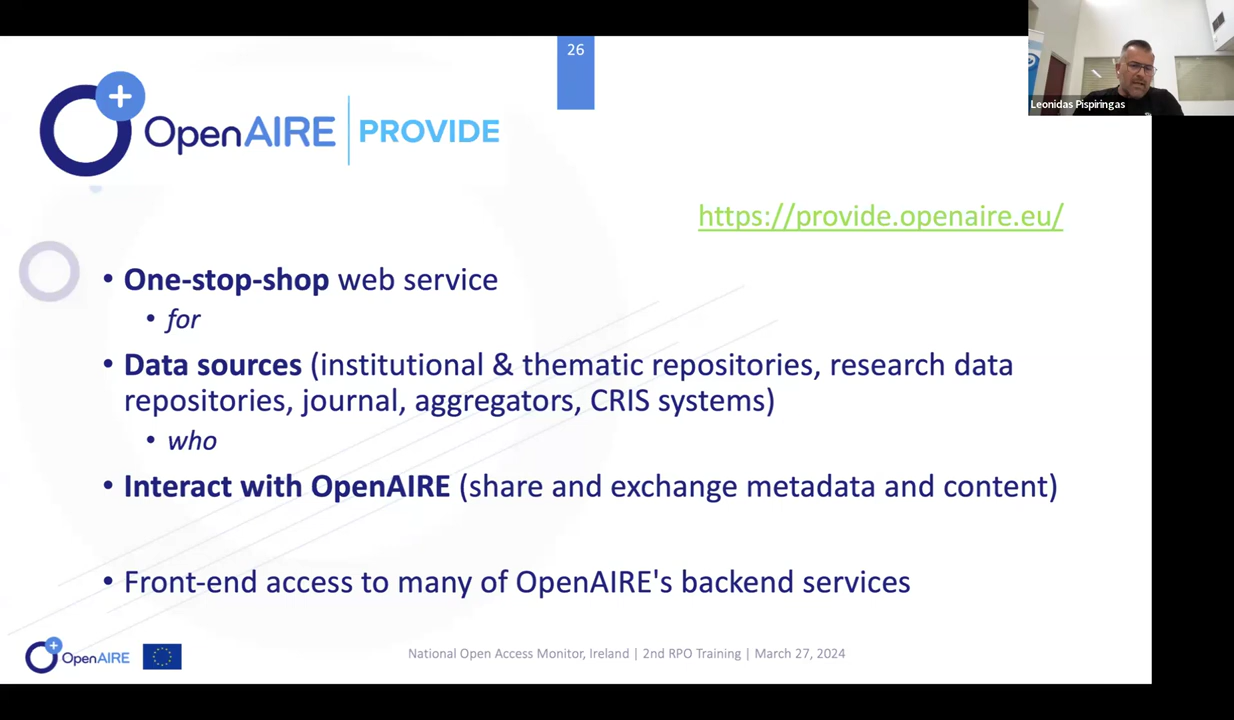 26
Leonidas Pispiringas
OpenAIRE | PROVIDE
https://provide.openaire.eu/
• One-stop-shop web service
• for
• Data sources (institutional & thematic repositories, research data
repositories, journal, aggregators, CRIS systems)
• who
• Interact with OpenAIRE (share and exchange metadata and content)
• Front-end access to many of OpenAIRE's backend services
OpenAIRE
National Open Access Monitor, Ireland | 2nd RPO Training | March 27, 2024